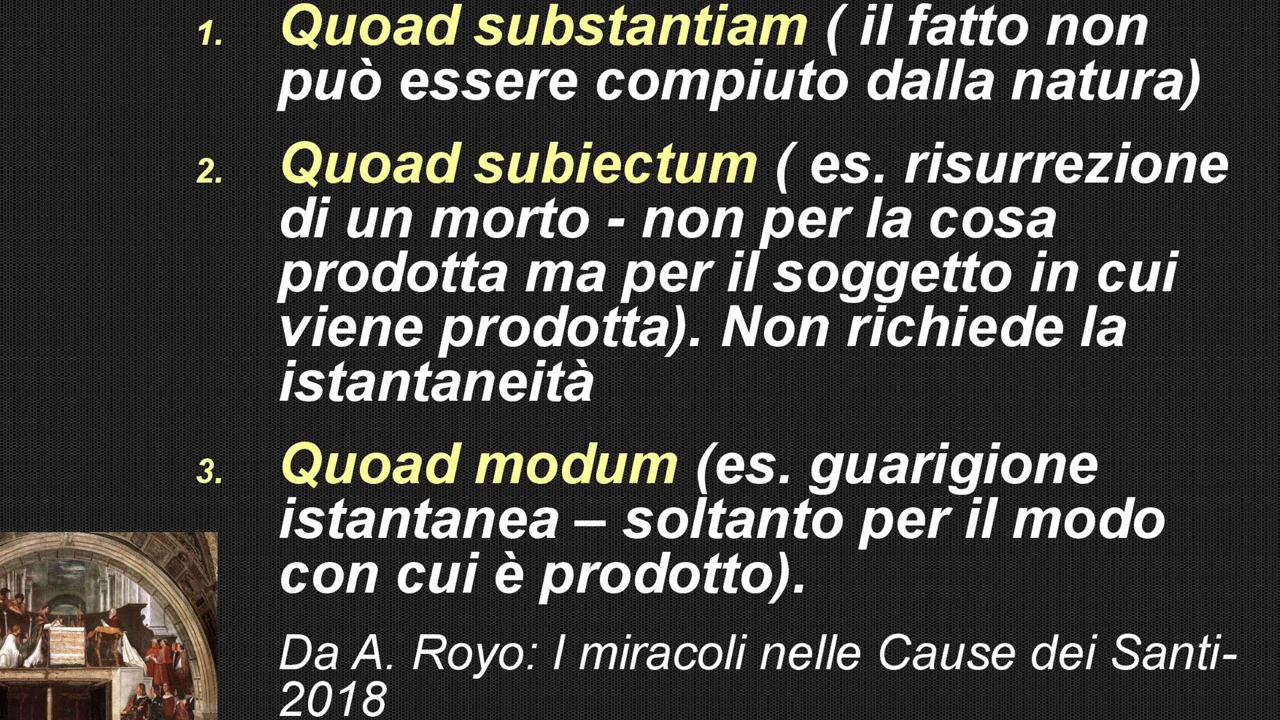 1. Quoad substantiam ( il fatto non
può essere compiuto dalla natura)
2. Quoad subiectum ( es. risurrezione
di un morto - non per la cosa
prodotta ma per il soggetto in cui
viene prodotta). Non richiede la
istantaneità
3. Quoad modum (es. guarigione
istantanea – soltanto per il modo
con cui è prodotto).
Da A. Royo: I miracoli nelle Cause dei Santi-
2018